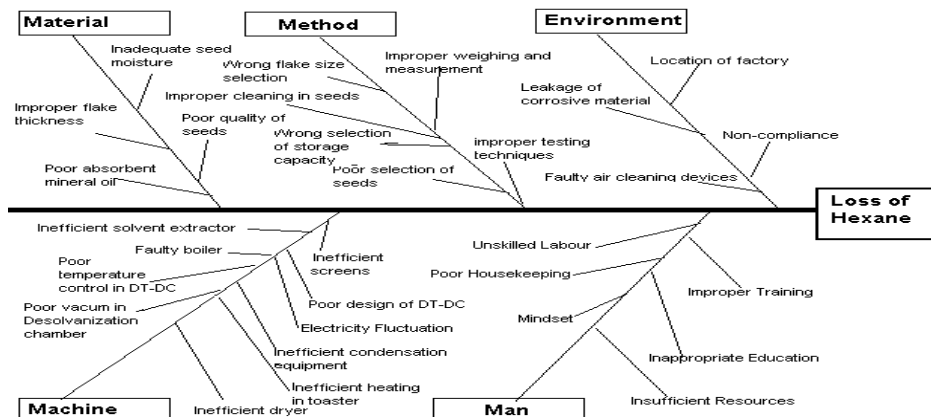 Material
Method
Environment
Inadequate seed
moisture
Improper flake
thickness
Poor quality of
seeds
Poor absorbent
mineral oil
Wrong flake size
selection
Improper weighing and
measurement
Improper cleaning in seeds
Wrong selection
of storage
capacity
improper testing
techniques
Poor selection of
seeds
Location of factory
Leakage of
corrosive material
Non-compliance
Faulty air cleaning devices
Loss of
Hexane
Inefficient solvent extractor
Faulty boiler
Inefficient
screens
Poor
temperature
control in DT-DC
Poor design of DT-DC
Poor vacum in
Desolvanization
chamber
Electricity Fluctuation
Inefficient condensation
equipment
Inefficient heating
in toaster
Inefficient dryer
Unskilled Labour
Poor Housekeeping
Improper Training
Mindset
Inappropriate Education
Insufficient Resources
Machine
Man